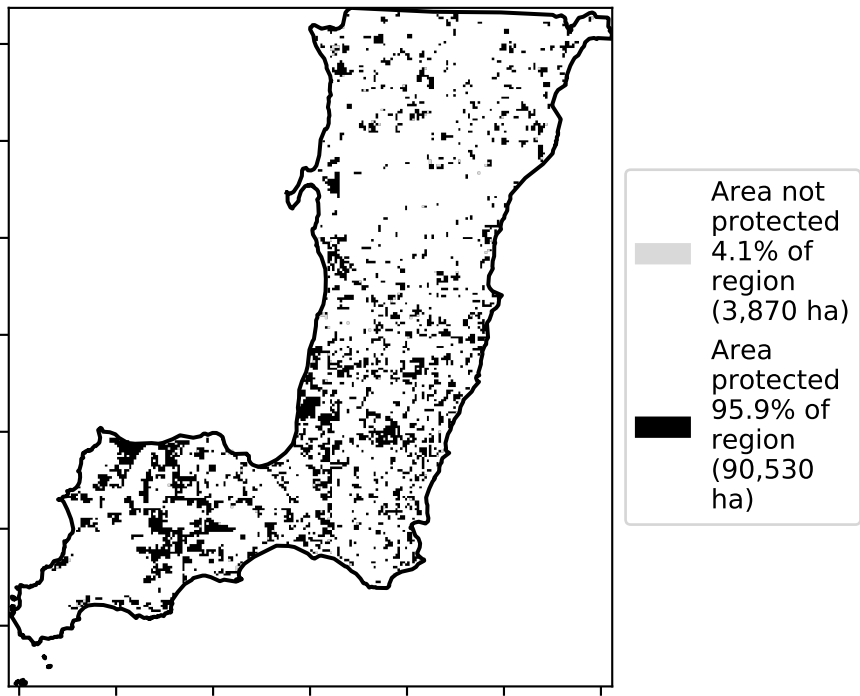 Area not
protected
4.1% of
region
(3,870 ha)
Area
protected
95.9% of
region
(90,530
ha)